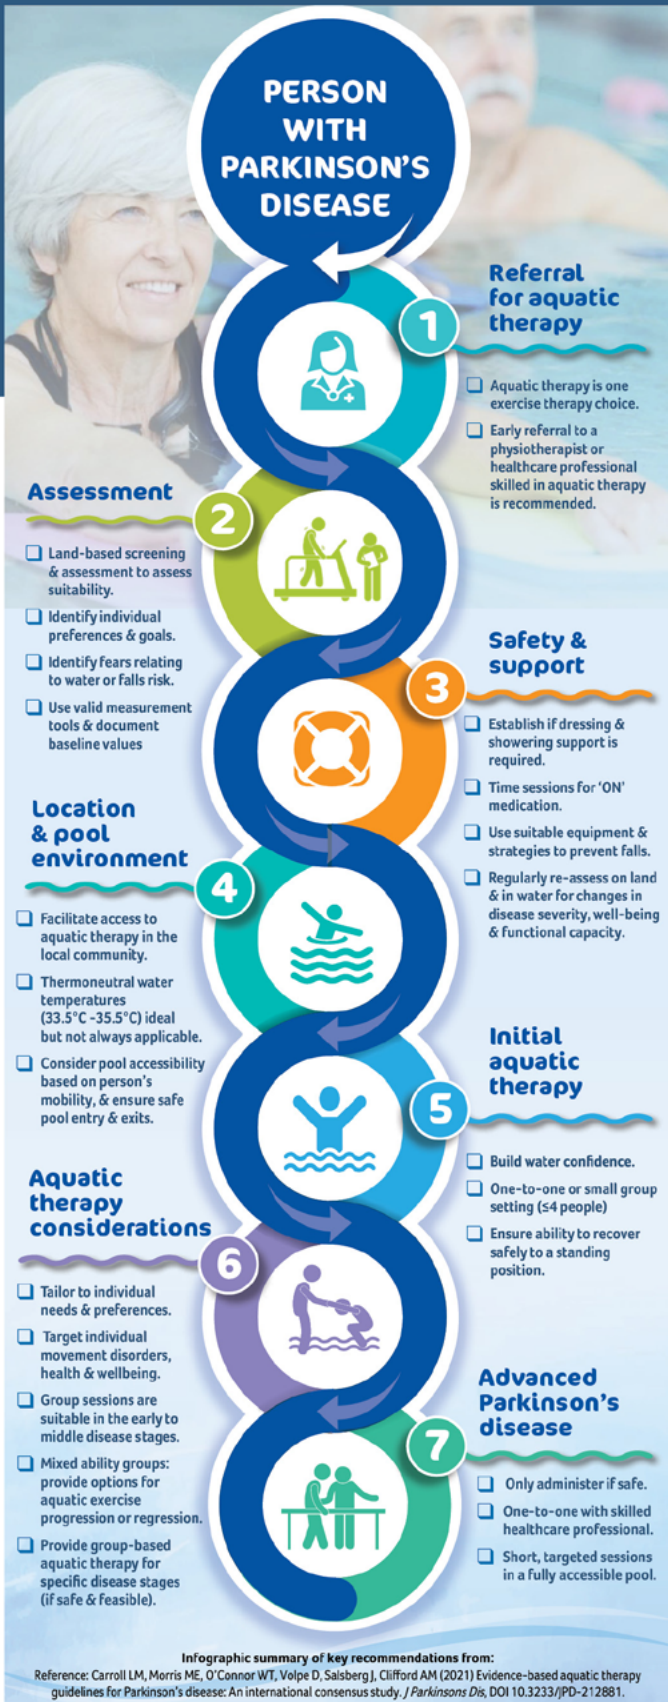 PERSON
WITH
PARKINSON'S
DISEASE
1
Referral
for aquatic
therapy
Aquatic therapy is one
exercise therapy choice.
Early referral to a
physiotherapist or
healthcare professional
skilled in aquatic therapy
is recommended.
2
Assessment
Land-based screening
& assessment to assess
suitability.
Identify individual
preferences & goals.
Identify fears relating
to water or falls risk.
Use valid measurement
tools & document
baseline values
3
Safety &
support
Establish if dressing &
showering support is
required.
Time sessions for 'ON'
medication.
Use suitable equipment &
strategies to prevent falls.
Regularly re-assess on land
& in water for changes in
disease severity, well-being
& functional capacity.
4
Location
& pool
environment
Facilitate access to
aquatic therapy in the
local community.
Thermoneutral water
temperatures
(33.5°C -35.5°C) ideal
but not always applicable.
Consider pool accessibility
based on person's
mobility, & ensure safe
pool entry & exits.
5
Initial
aquatic
therapy
Build water confidence.
One-to-one or small group
setting (≤4 people)
Ensure ability to recover
safely to a standing
position.
6
Aquatic
therapy
considerations
Tailor to individual
needs & preferences.
Target individual
movement disorders,
health & wellbeing.
Group sessions are
suitable in the early to
middle disease stages.
Mixed ability groups:
provide options for
aquatic exercise
progression or regression.
Provide group-based
aquatic therapy for
specific disease stages
(if safe & feasible).
7
Advanced
Parkinson's
disease
Only administer if safe.
One-to-one with skilled
healthcare professional.
Short, targeted sessions
in a fully accessible pool.
Infographic summary of key recommendations from:
Reference: Carroll LM, Morris ME, O'Connor WT, Volpe D, Salsberg J, Clifford AM (2021) Evidence-based aquatic therapy
guidelines for Parkinson's disease: An international consensus study. J Parkinsons Dis, DOI 10.3233/JPD-212881.